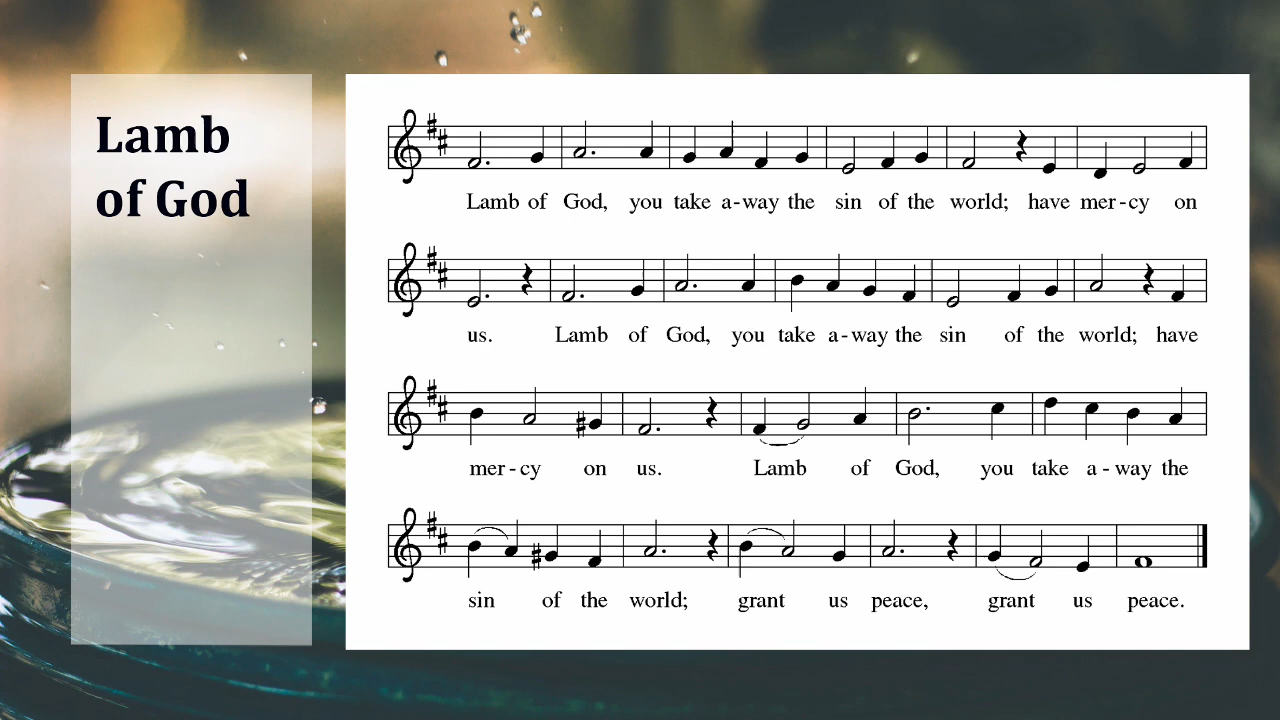 Lamb
of God
Lamb of God, you take a-way the sin of the world; have mer-cy on
us. Lamb of God, you take a-way the sin of the world; have
mer-cy on us. Lamb of God, you take a-way the
sin of the world; grant us peace, grant us peace.